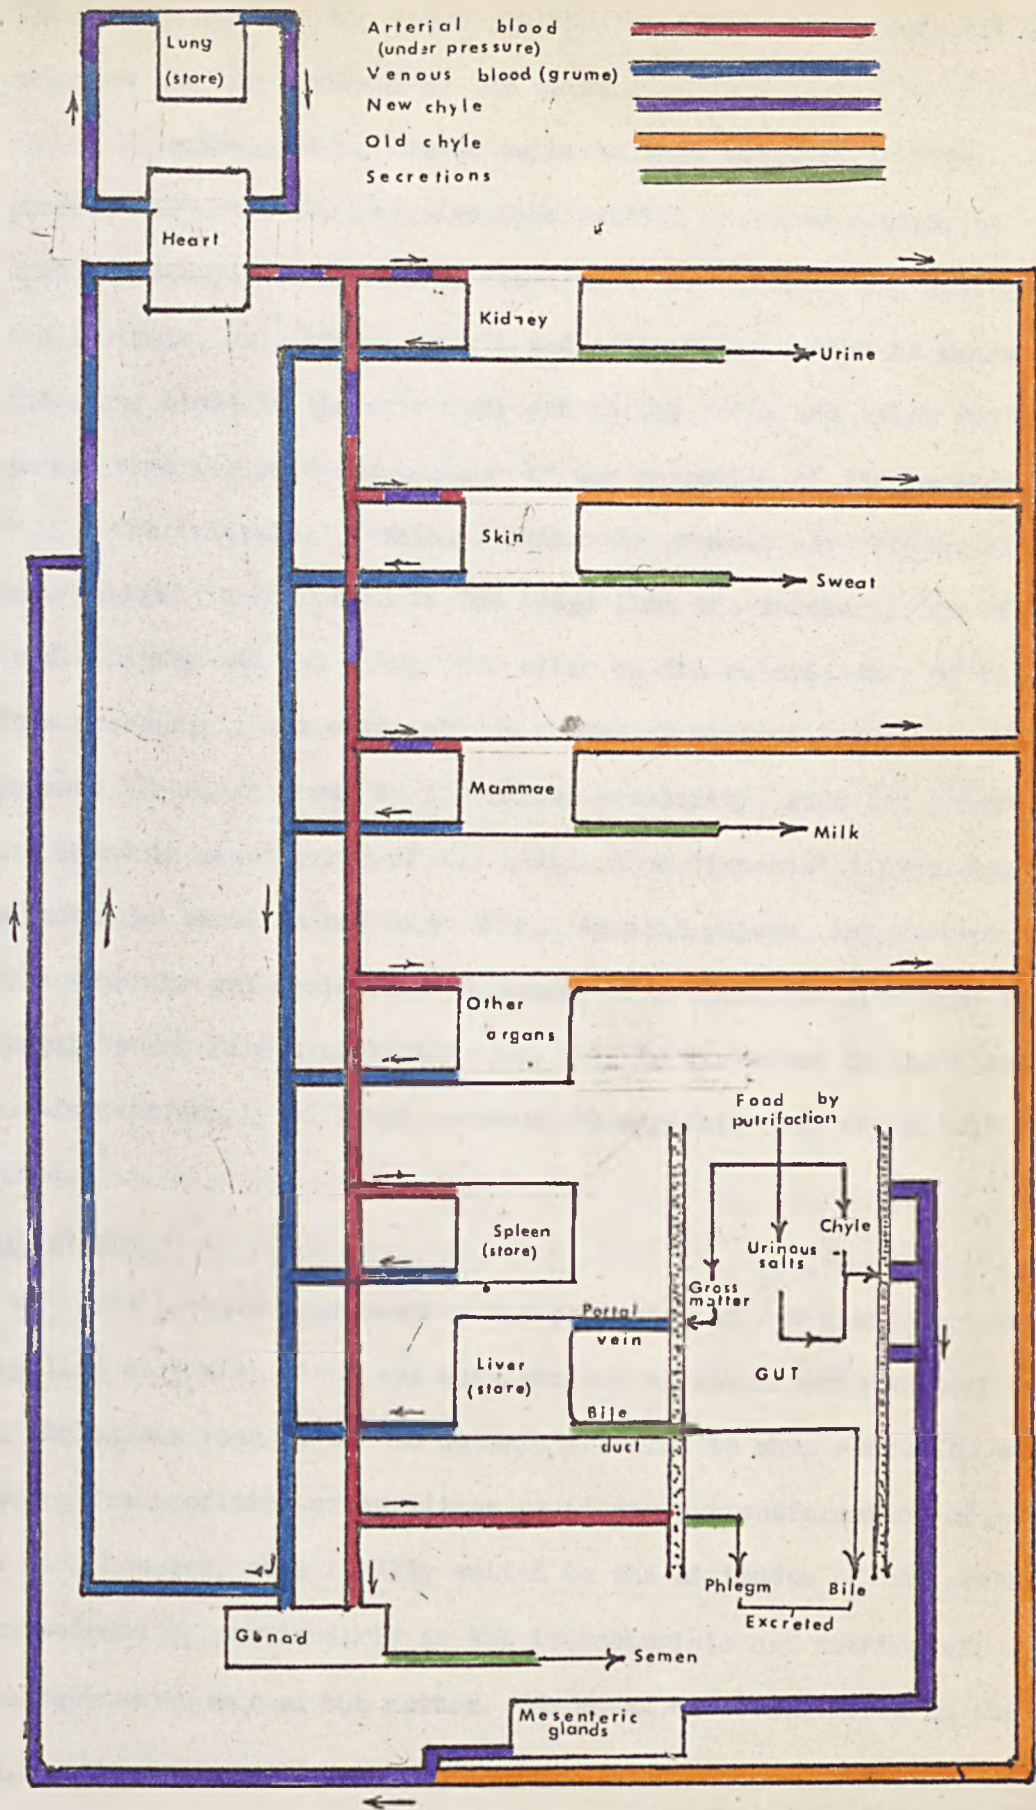 Lung
(store)
Arterial blood
(under pressure)
Venous blood (grume)
New chyle
Old chyle
Secretions
Heart
Kidney
Urine
Skin
Sweat
Mammae
Milk
Other
organs
Food by
putrifaction
Spleen
(store)
Chyle
Urinous
salts
Gross
matter
Portal
vein
Liver
(store)
GUT
Bile
duct
Phlegm
Bile
Excreted
Gonad
Semen
Mesenteric
glands